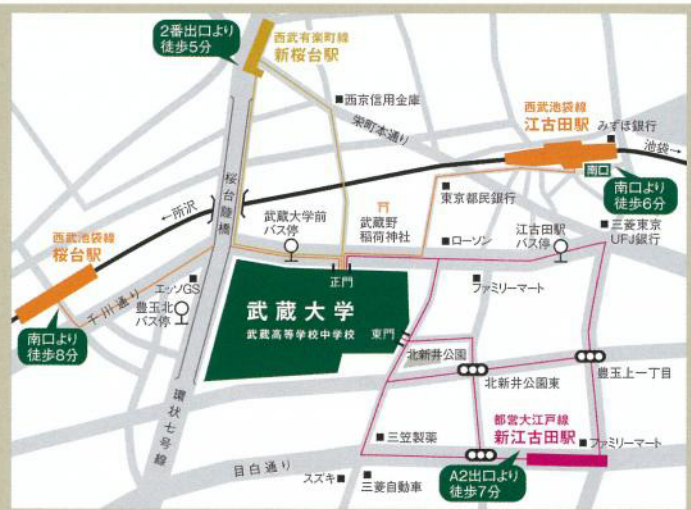 2番出口より
徒歩5分
西武有楽町線
新桜台駅
■西京信用金庫
栄町本通り
西武池袋線
江古田駅
みずほ銀行
池袋→
南口
南口より
徒歩6分
←所沢
桜台陸橋
武蔵大学前
バス停
武蔵野
稲荷神社
東京都民銀行
■ローソン
江古田駅
バス停
三菱東京
UFJ銀行
西武池袋線
桜台駅
エッソGS
千川通り
豊玉北
バス停
南口より
徒歩8分
正門
武蔵大学
武蔵高等学校中学校
東門
ファミリーマート
北新井公園
北新井公園東
豊玉上一丁目
環状七号線
都営大江戸線
新江古田駅
■三笠製薬
■ファミリーマート
目白通り
スズキ■
三菱自動車
A2出口より
徒歩7分